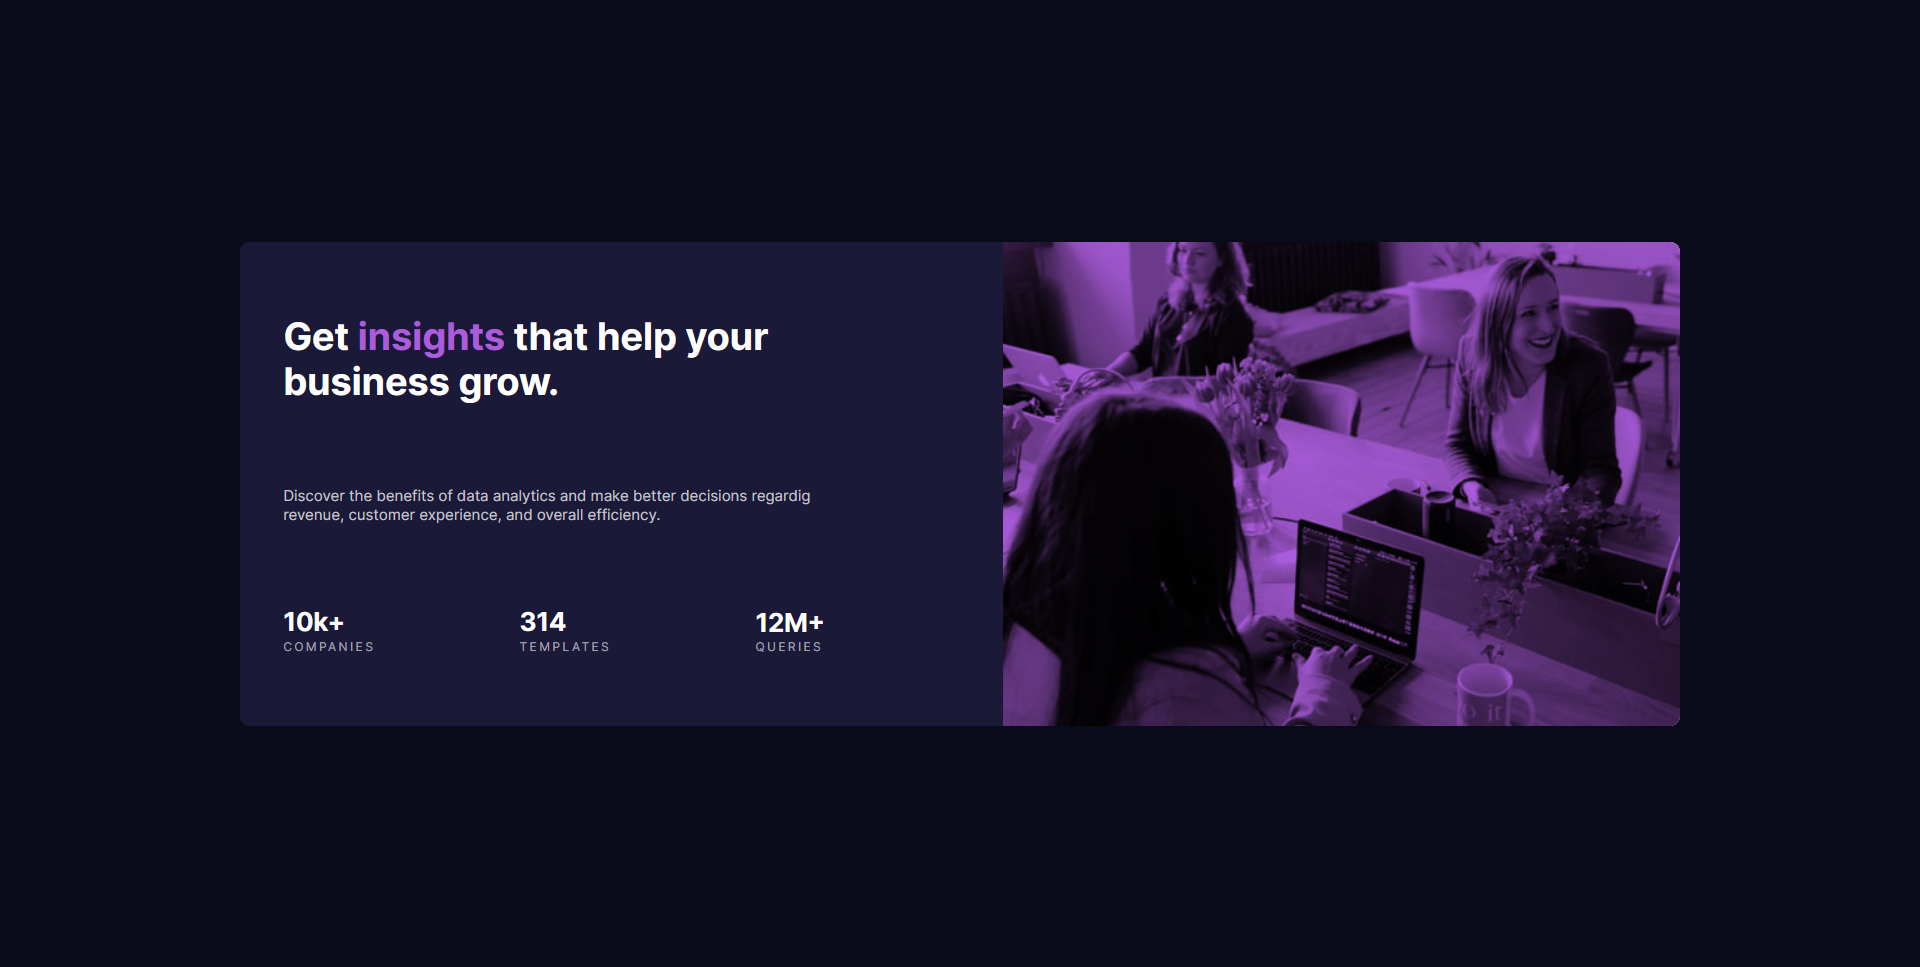 Get insights that help your
business grow.
Discover the benefits of data analytics and make better decisions regardig
revenue, customer experience, and overall efficiency.
10k+
COMPANIES
314
TEMPLATES
12M+
QUERIES